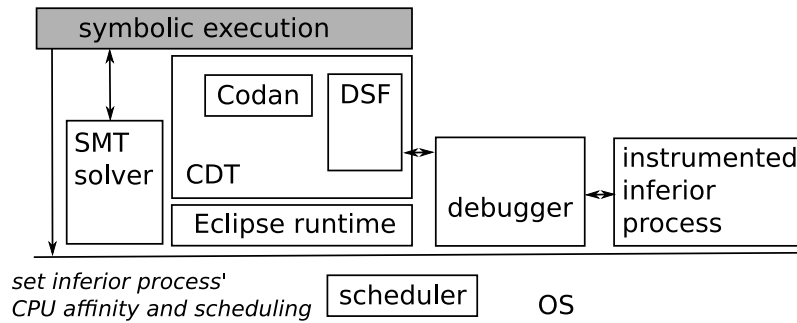 symbolic execution
Codan
DSF
SMT
solver
CDT
instrumented
inferior
process
debugger
Eclipse runtime
set inferior process'
CPU affinity and scheduling
scheduler
OS